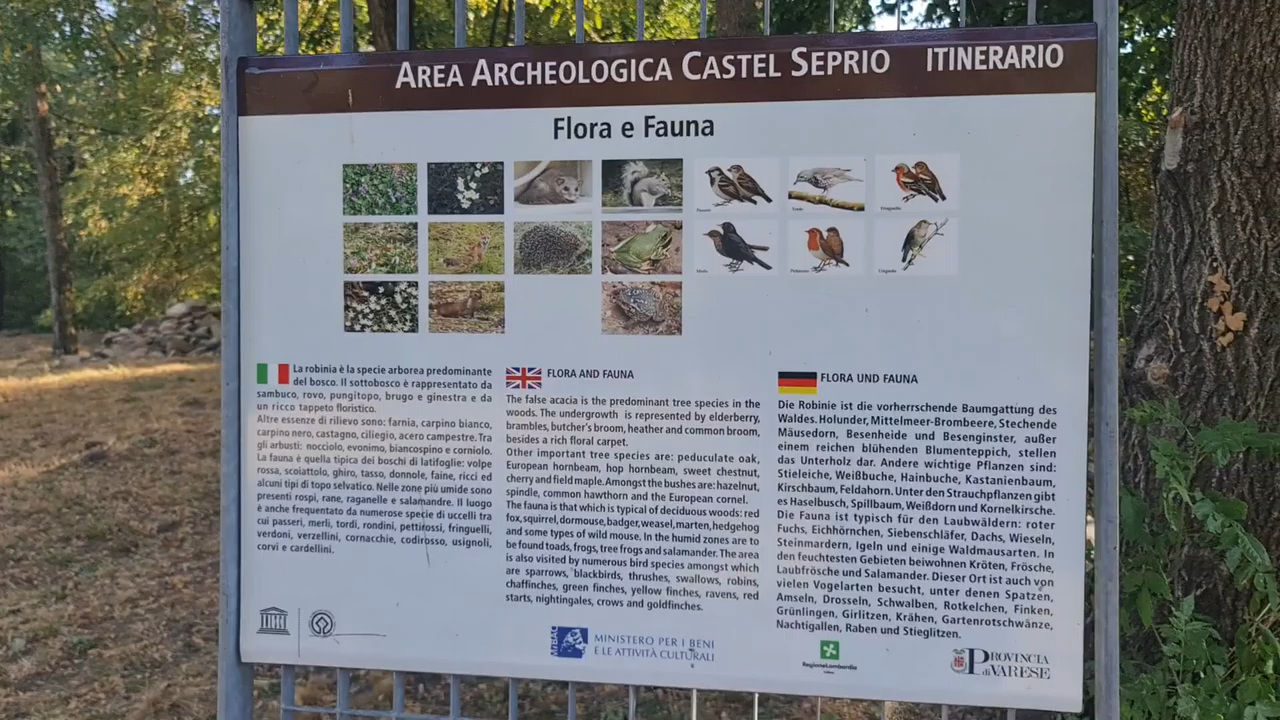 AREA ARCHEOLOGICA CASTEL SEPRIO ITINERARIO
Flora e Fauna
La robinia è la specie arborea predominante
del bosco. Il sottobosco è rappresentato da
sambuco, rovo, pungitopo, brugo e ginestra e da
un ricco tappeto floristico.
Altre essenze di rilievo sono: farnia, carpino bianco,
carpino nero, castagno, ciliegio, acero campestre. Tra
gli arbusti: nocciolo, evonimo, biancospino e corniolo.
La fauna è quella tipica dei boschi di latifoglie: volpe
rossa, scoiattolo, ghiro, tasso, donnole, faine, ricci ed
alcuni tipi di topo selvatico. Nelle zone più umide sono
presenti rospi, rane, raganelle e salamandre. Il luogo
è anche frequentato da numerose specie di uccelli tra
cui passeri, merli, tordi, rondini, pettirossi, fringuelli,
verdoni, verzellini, cornacchie, codirosso, usignoli,
corvi e cardellini.
FLORA AND FAUNA
The false acacia is the predominant tree species in the
woods. The undergrowth is represented by elderberry,
brambles, butcher's broom, heather and common broom,
besides a rich floral carpet.
Other important tree species are: peduculate oak,
European hornbeam, hop hornbeam, sweet chestnut,
cherry and field maple. Amongst the bushes are: hazelnut,
spindle, common hawthorn and the European cornel.
The fauna is that which is typical of deciduous woods: red
fox, squirrel, dormouse, badger, weasel, marten, hedgehog
and some types of wild mouse. In the humid zones are to
be found toads, frogs, tree frogs and salamander. The area
is also visited by numerous bird species amongst which
are sparrows, blackbirds, thrushes, swallows, robins,
chaffinches, green finches, yellow finches, ravens, red
starts, nightingales, crows and goldfinches.
FLORA UND FAUNA
Die Robinie ist die vorherrschende Baumgattung des
Waldes. Holunder, Mittelmeer-Brombeere, Stechende
Mäusedorn, Besenheide und Besenginster, außer
einem reichen blühenden Blumenteppich, stellen
das Unterholz dar. Andere wichtige Pflanzen sind:
Stieleiche, Weißbuche, Hainbuche, Kastanienbaum,
Kirschbaum, Feldahorn. Unter den Strauchpflanzen gibt
es Haselbusch, Spillbaum, Weißdorn und Kornelkirsche.
Die Fauna ist typisch für den Laubwäldern: roter
Fuchs, Eichhörnchen, Siebenschläfer, Dachs, Wieseln,
Steinmardern, Igeln und einige Waldmausarten. In
den feuchtesten Gebieten beiwohnen Kröten, Frösche,
Laubfrösche und Salamander. Dieser Ort ist auch von
vielen Vogelarten besucht, unter denen Spatzen,
Amseln, Drosseln, Schwalben, Rotkelchen, Finken,
Grünlingen, Girlitzen, Krähen, Gartenrotschwänze,
Nachtigallen, Raben und Stieglitzen.
MINISTERO PER I BENI
E LE ATTIVITÀ CULTURALI
RegioneLombardia
PROVINCIA
di VARESE